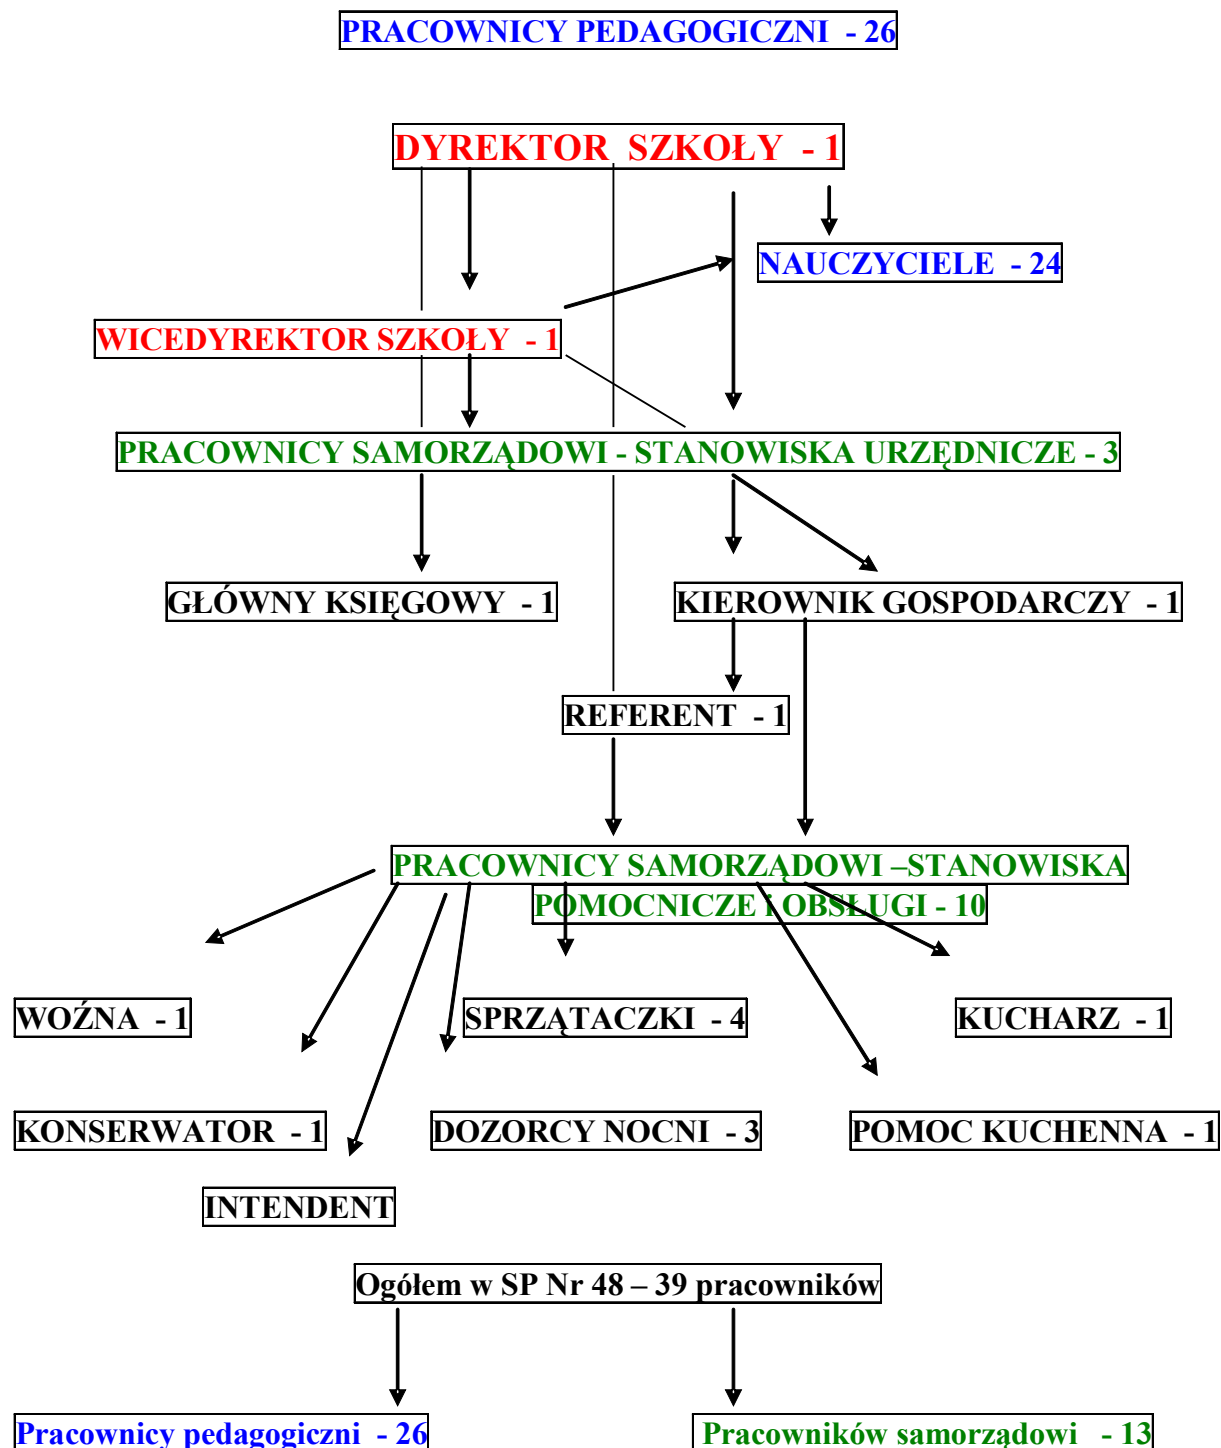 PRACOWNICY PEDAGOGICZNI - 26
DYREKTOR SZKOŁY - 1
NAUCZYCIELE - 24
WICEDYREKTOR SZKOŁY - 1
PRACOWNICY SAMORZĄDOWI - STANOWISKA URZĘDNICZE - 3
GŁÓWNY KSIĘGOWY - 1
KIEROWNIK GOSPODARCZY - 1
REFERENT - 1
PRACOWNICY SAMORZĄDOWI –STANOWISKA
POMOCNICZE i OBSŁUGI - 10
WOŹNA - 1
SPRZĄTACZKI - 4
KUCHARZ - 1
KONSERWATOR - 1
DOZORCY NOCNI - 3
POMOC KUCHENNA - 1
INTENDENT
Ogółem w SP Nr 48 – 39 pracowników
Pracownicy pedagogiczni - 26
Pracowników samorządowi - 13